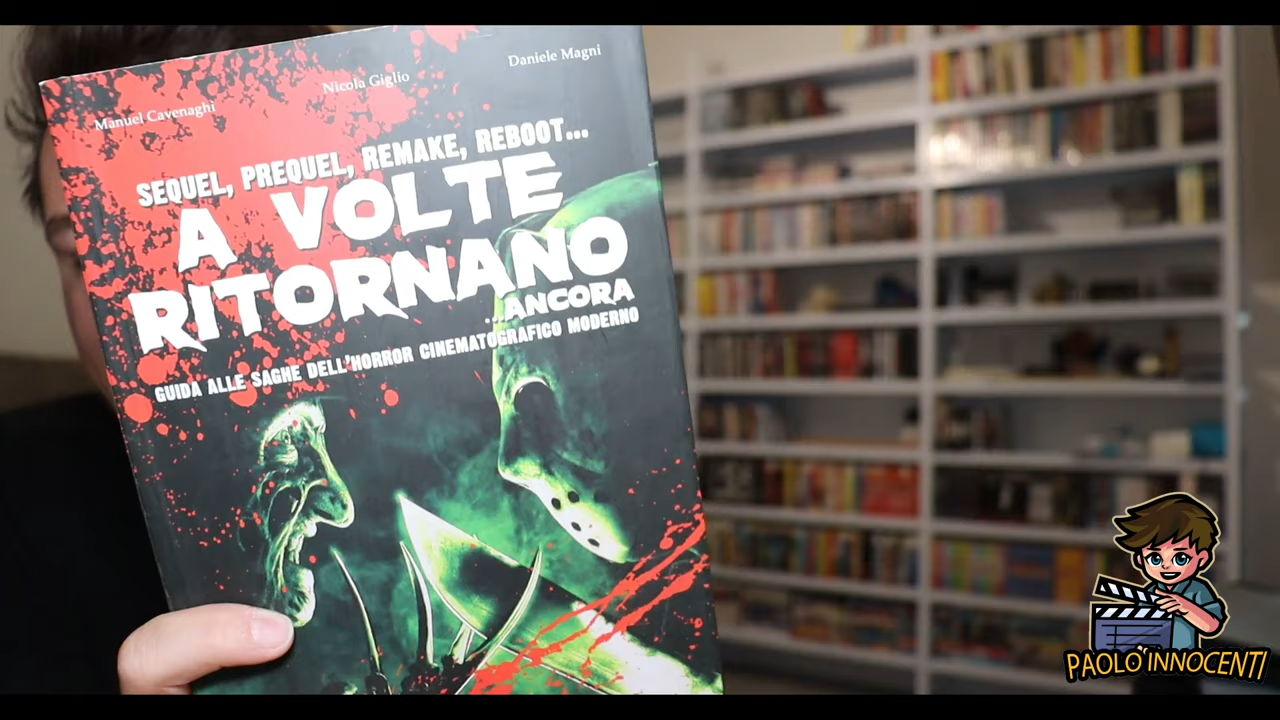 Manuel Cavenaghi
Nicola Giglio
Daniele Magni
SEQUEL, PREQUEL, REMAKE, REBOOT...
A VOLTE
RITORNANO
...ANCORA
GUIDA ALLE SAGHE DELL'HORROR CINEMATOGRAFICO MODERNO
PAOLO INNOCENTI